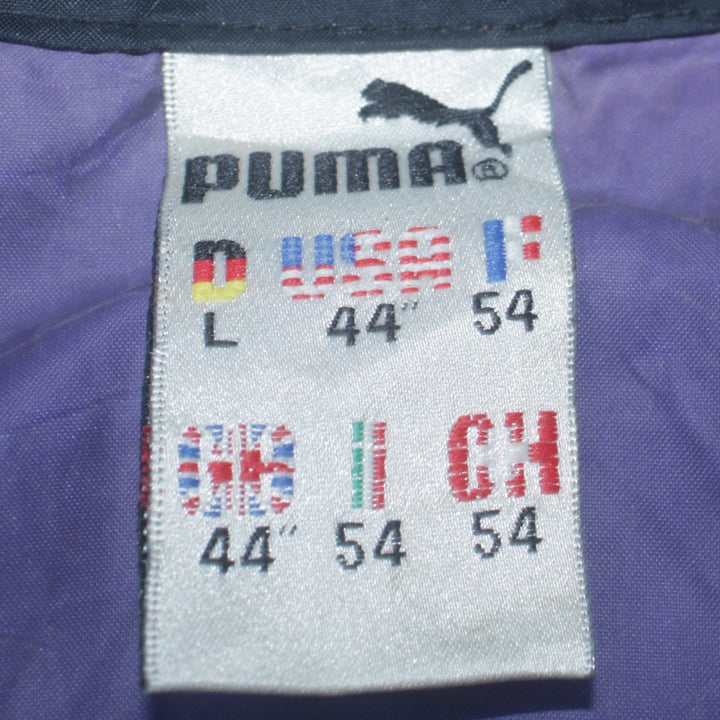 PUMA®
D USA F
L 44" 54
GB I CH
44" 54 54